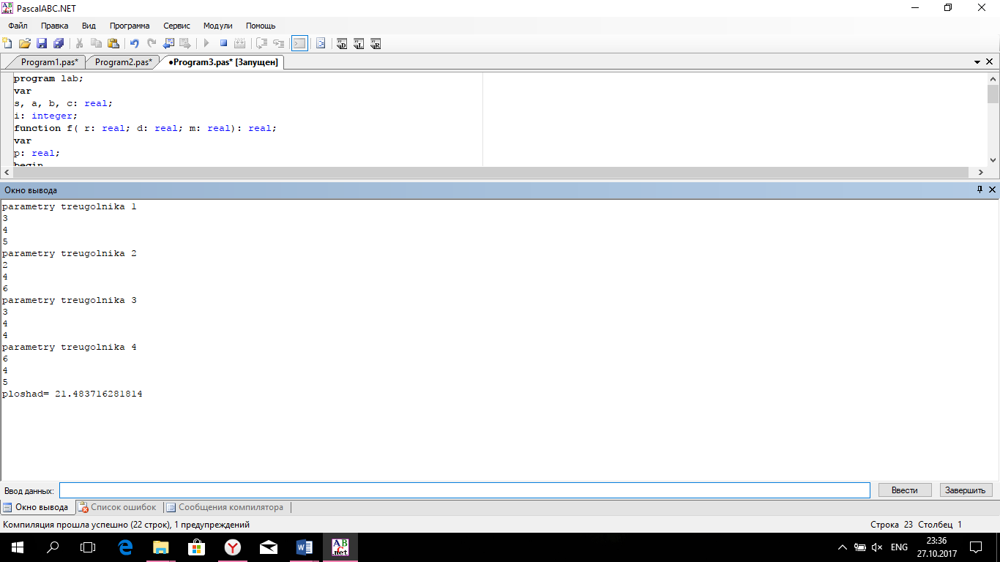 PascalABC.NET
Файл Правка Вид Программа Сервис Модули Помощь
Program1.pas* Program2.pas* •Program3.pas* [Запущен]
program lab;
var
s, a, b, c: real;
i: integer;
function f( r: real; d: real; m: real): real;
var
p: real;
begin
Окно вывода
parametry treugolnika 1
3
4
5
parametry treugolnika 2
2
4
6
parametry treugolnika 3
3
4
4
parametry treugolnika 4
6
4
5
ploshad= 21.483716281814
Ввод данных: Ввести Завершить
Окно вывода Список ошибок Сообщения компилятора
Компиляция прошла успешно (22 строк), 1 предупреждений Строка 23 Столбец 1
ENG 23:36
27.10.2017